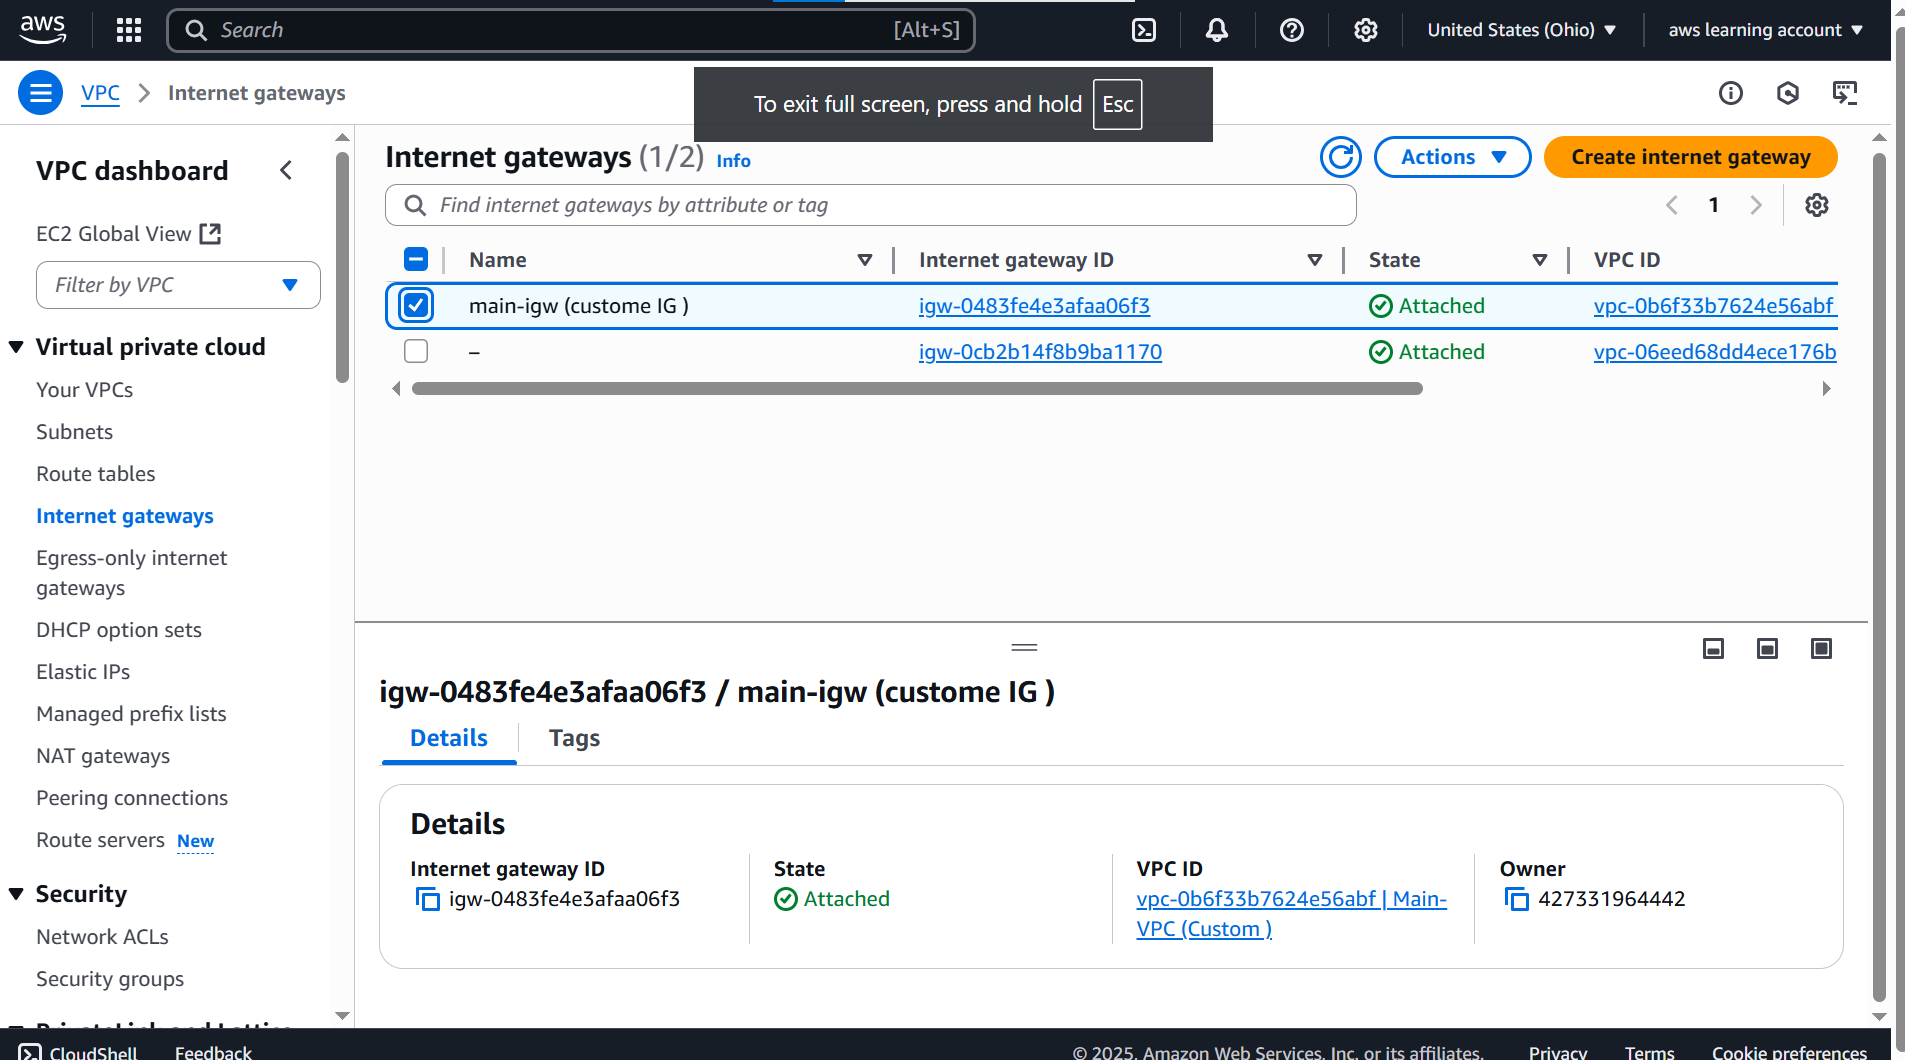 aws
Search
[Alt+S]
United States (Ohio)
aws learning account
VPC
Internet gateways
To exit full screen, press and hold Esc
VPC dashboard
EC2 Global View
Filter by VPC
Virtual private cloud
Your VPCs
Subnets
Route tables
Internet gateways
Egress-only internet
gateways
DHCP option sets
Elastic IPs
Managed prefix lists
NAT gateways
Peering connections
Route servers New
Security
Network ACLs
Security groups
PrivateLink and Lattice
Internet gateways (1/2) Info
Actions
Create internet gateway
Find internet gateways by attribute or tag
1
Name Internet gateway ID State VPC ID
main-igw (custome IG ) igw-0483fe4e3afaa06f3 Attached vpc-0b6f33b7624e56abf
– igw-0cb2b14f8b9ba1170 Attached vpc-06eed68dd4ece176b
igw-0483fe4e3afaa06f3 / main-igw (custome IG )
Details Tags
Details
Internet gateway ID
igw-0483fe4e3afaa06f3
State
Attached
VPC ID
vpc-0b6f33b7624e56abf | Main-
VPC (Custom )
Owner
427331964442
CloudShell Feedback © 2025, Amazon Web Services, Inc. or its affiliates. Privacy Terms Cookie preferences